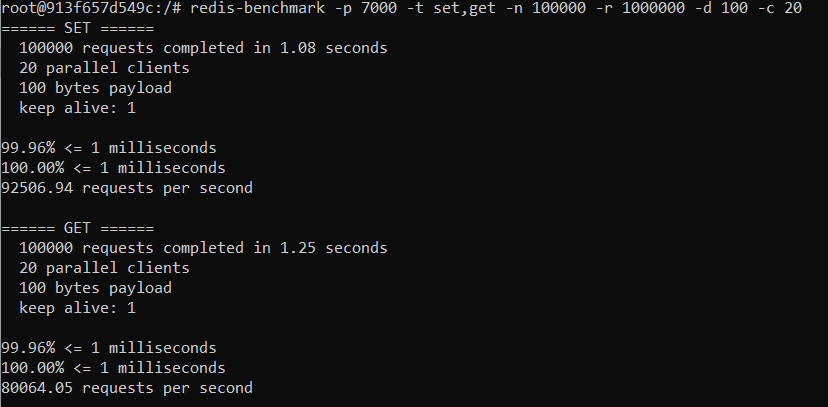 root@913f657d549c:/# redis-benchmark -p 7000 -t set,get -n 100000 -r 1000000 -d 100 -c 20
====== SET ======
  100000 requests completed in 1.08 seconds
  20 parallel clients
  100 bytes payload
  keep alive: 1

99.96% <= 1 milliseconds
100.00% <= 1 milliseconds
92506.94 requests per second

====== GET ======
  100000 requests completed in 1.25 seconds
  20 parallel clients
  100 bytes payload
  keep alive: 1

99.96% <= 1 milliseconds
100.00% <= 1 milliseconds
80064.05 requests per second